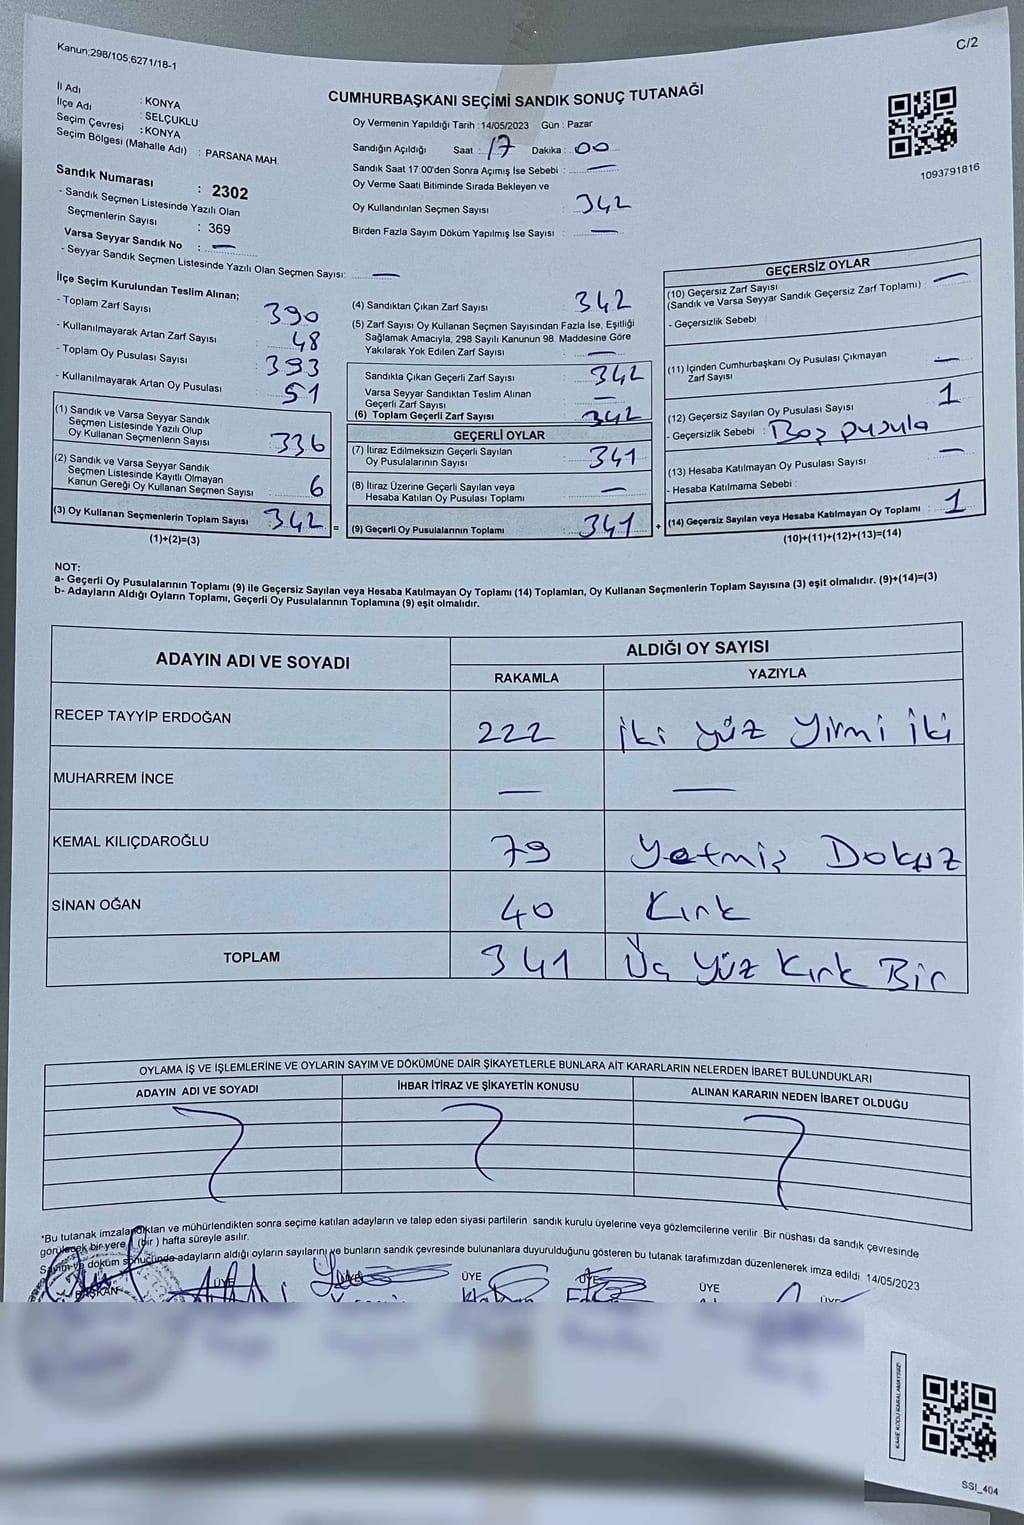 Kanun;298/105;6271/18-1
C/2
CUMHURBAŞKANI SEÇİMİ SANDIK SONUÇ TUTANAĞI
İl Adı : KONYA
İlçe Adı : SELÇUKLU
Seçim Çevresi : KONYA
Seçim Bölgesi (Mahalle Adı) : PARSANA MAH.
Sandık Numarası : 2302
- Sandık Seçmen Listesinde Yazılı Olan
Seçmenlerin Sayısı : 369
Varsa Seyyar Sandık No : —
- Seyyar Sandık Seçmen Listesinde Yazılı Olan Seçmen Sayısı: —
Oy Vermenin Yapıldığı Tarih : 14/05/2023 Gün : Pazar
Sandığın Açıldığı Saat : 17 Dakika : 00
Sandık Saat 17:00'den Sonra Açımış İse Sebebi : —
Oy Verme Saati Bitiminde Sırada Bekleyen ve
Oy Kullandırılan Seçmen Sayısı 342
Birden Fazla Sayım Döküm Yapılmış İse Sayısı : —
1093791816
İlçe Seçim Kurulundan Teslim Alınan;
- Toplam Zarf Sayısı 390
- Kullanılmayarak Artan Zarf Sayısı 48
- Toplam Oy Pusulası Sayısı 393
- Kullanılmayarak Artan Oy Pusulası 51
(1) Sandık ve Varsa Seyyar Sandık
Seçmen Listesinde Yazılı Olup
Oy Kullanan Seçmenlerin Sayısı 336
(2) Sandık ve Varsa Seyyar Sandık
Seçmen Listesinde Kayıtlı Olmayan
Kanun Gereği Oy Kullanan Seçmen Sayısı 6
(3) Oy Kullanan Seçmenlerin Toplam Sayısı 342 =
(1)+(2)=(3)
(4) Sandıktan Çıkan Zarf Sayısı 342
(5) Zarf Sayısı Oy Kullanan Seçmen Sayısından Fazla İse, Eşitliği
Sağlamak Amacıyla, 298 Sayılı Kanunun 98. Maddesine Göre
Yakılarak Yok Edilen Zarf Sayısı : —
Sandıkta Çıkan Geçerli Zarf Sayısı : 342
Varsa Seyyar Sandıktan Teslim Alınan
Geçerli Zarf Sayısı : —
(6) Toplam Geçerli Zarf Sayısı : 342
GEÇERLİ OYLAR
(7) İtiraz Edilmeksizin Geçerli Sayılan
Oy Pusulalarının Sayısı : 341
(8) İtiraz Üzerine Geçerli Sayılan veya
Hesaba Katılan Oy Pusulası Toplamı : —
(9) Geçerli Oy Pusulalarının Toplamı : 341 +
GEÇERSİZ OYLAR
(10) Geçersiz Zarf Sayısı
(Sandık ve Varsa Seyyar Sandık Geçersiz Zarf Toplamı) : —
- Geçersizlik Sebebi :
(11) İçinden Cumhurbaşkanı Oy Pusulası Çıkmayan
Zarf Sayısı : —
(12) Geçersiz Sayılan Oy Pusulası Sayısı : 1
- Geçersizlik Sebebi : Boş pusula
(13) Hesaba Katılmayan Oy Pusulası Sayısı : —
- Hesaba Katılmama Sebebi :
(14) Geçersiz Sayılan veya Hesaba Katılmayan Oy Toplamı : 1
(10)+(11)+(12)+(13)=(14)
NOT:
a- Geçerli Oy Pusulalarının Toplamı (9) ile Geçersiz Sayılan veya Hesaba Katılmayan Oy Toplamı (14) Toplamları, Oy Kullanan Seçmenlerin Toplam Sayısına (3) eşit olmalıdır. (9)+(14)=(3)
b- Adayların Aldığı Oyların Toplamı, Geçerli Oy Pusulalarının Toplamına (9) eşit olmalıdır.
ADAYIN ADI VE SOYADI ALDIĞI OY SAYISI
RAKAMLA YAZIYLA
RECEP TAYYİP ERDOĞAN 222 iki yüz Yirmi iki
MUHARREM İNCE — —
KEMAL KILIÇDAROĞLU 79 Yetmiş Dokuz
SİNAN OĞAN 40 Kırk
TOPLAM 341 Üç Yüz Kırk Bir
OYLAMA İŞ VE İŞLEMLERİNE VE OYLARIN SAYIM VE DÖKÜMÜNE DAİR ŞİKAYETLERLE BUNLARA AİT KARARLARIN NELERDEN İBARET BULUNDUKLARI
ADAYIN ADI VE SOYADI İHBAR İTİRAZ VE ŞİKAYETİN KONUSU ALINAN KARARIN NEDEN İBARET OLDUĞU
*Bu tutanak imzalandıktan ve mühürlendikten sonra seçime katılan adayların ve talep eden siyasi partilerin sandık kurulu üyelerine veya gözlemcilerine verilir. Bir nüshası da sandık çevresinde
görülecek bir yere 1 (bir) hafta süreyle asılır.
Sayım ve döküm sonucunda adayların aldığı oyların sayılarını ve bunların sandık çevresinde bulunanlara duyurulduğunu gösteren bu tutanak tarafımızdan düzenlenerek imza edildi 14/05/2023
BAŞKAN ÜYE ÜYE ÜYE ÜYE ÜYE ÜYE
SSI_404